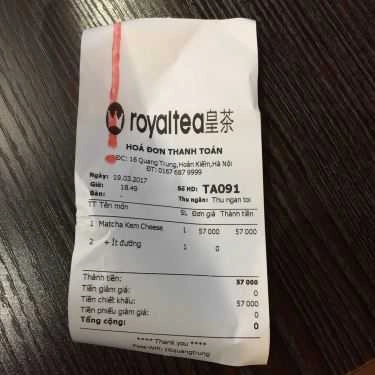 royaltea皇茶
HOÁ ĐƠN THANH TOÁN
ĐC: 16 Quang Trung,Hoàn Kiếm,Hà Nội
ĐT: 0167 687 9999
Ngày: 19.03.2017
Giờ: 18.49 Số HĐ: TA091
Bàn: - Thu ngân: Thu ngan toi
TT Tên món SL Đơn giá Thành tiền
1 Matcha Kem Cheese 1 57 000 57 000
2 + Ít đường 1 0
Thành tiền: 57 000
Tiền giảm giá: 0
Tiền chiết khấu: 57 000
Tiền phiếu giảm giá: 0
Tổng cộng: 0
**** Thank you ****